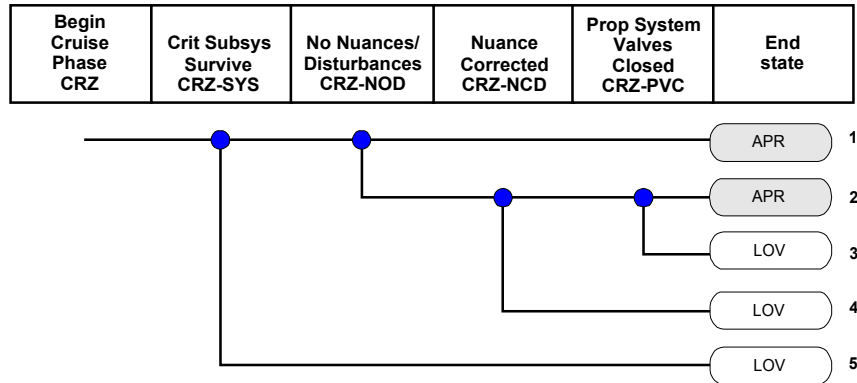 Begin
Cruise
Phase
CRZ
Crit Subsys
Survive
CRZ-SYS
No Nuances/
Disturbances
CRZ-NOD
Nuance
Corrected
CRZ-NCD
Prop System
Valves
Closed
CRZ-PVC
End
state
APR 1
APR 2
LOV 3
LOV 4
LOV 5